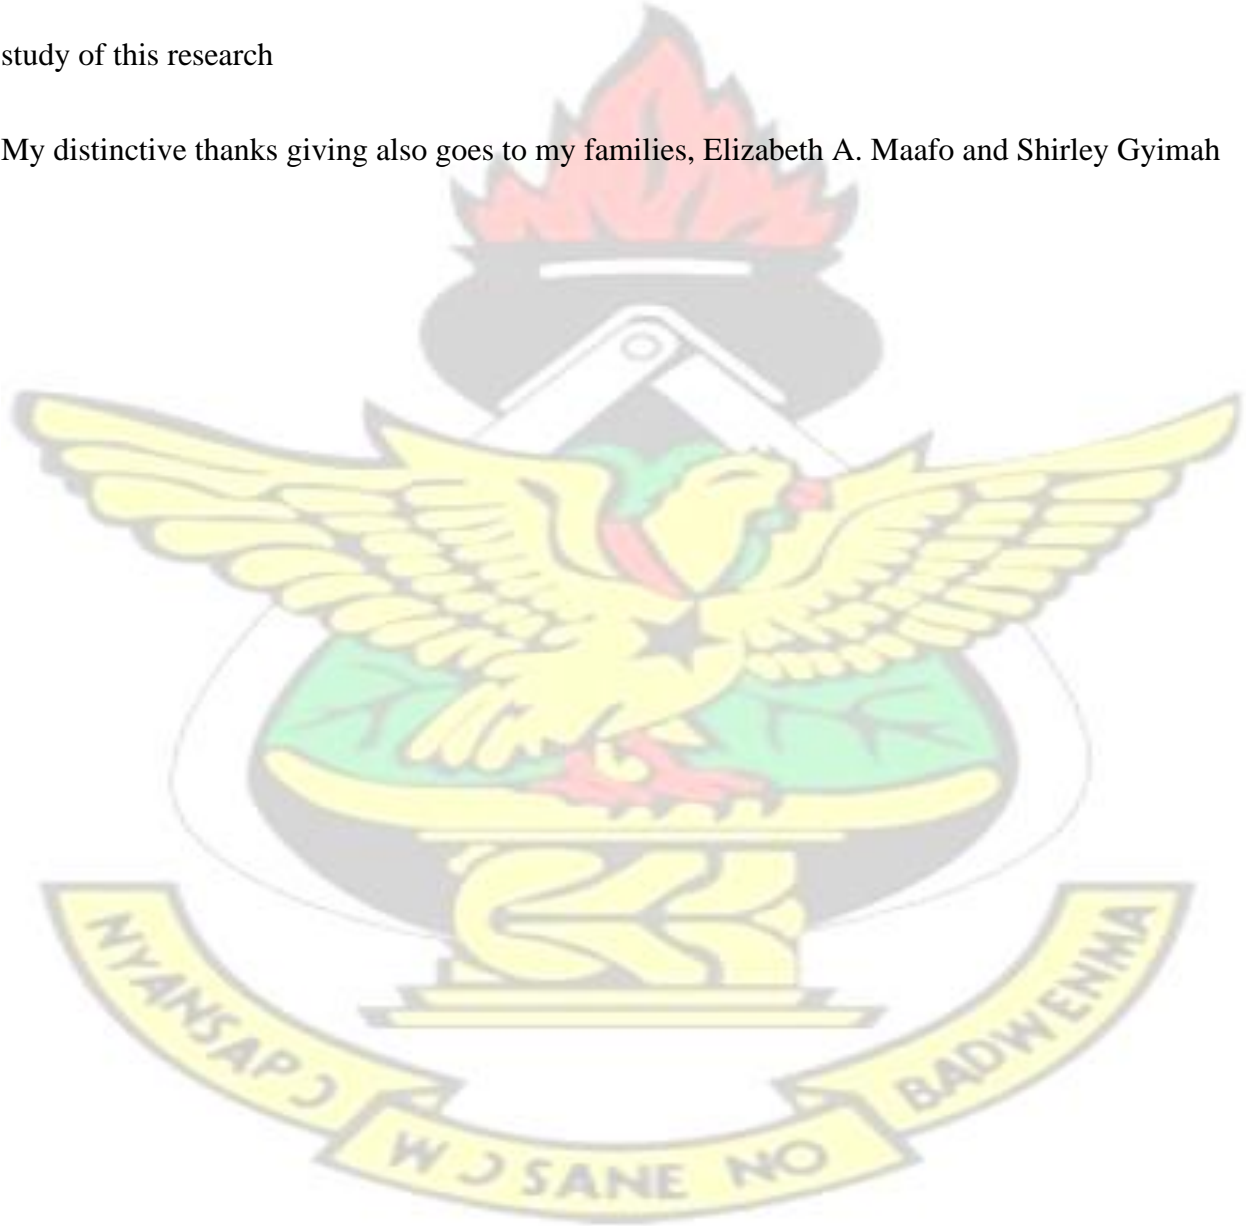 study of this research
My distinctive thanks giving also goes to my families, Elizabeth A. Maafo and Shirley Gyimah
NYANSAPƆ
WƆSANE NO
BADWENMA